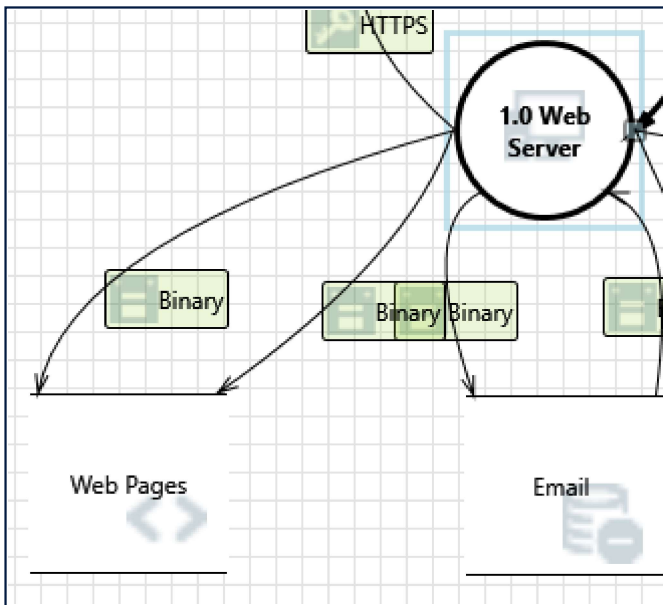 HTTPS
1.0 Web
Server
Binary
Binary
Binary
Web Pages
Email